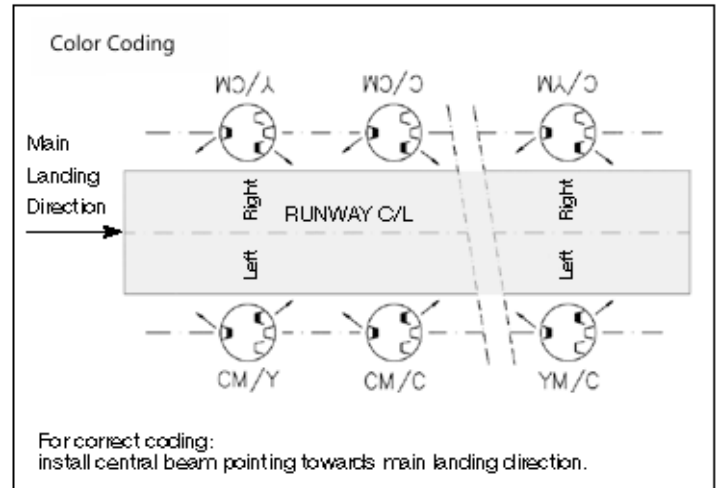 Color Coding
Y/CM
C/CM
C/YM
Main
Landing
Direction
Right
Right
RUNWAY C/L
Left
Left
CM/Y
CM/C
YM/C
For correct coding:
install central beam pointing towards main landing direction.